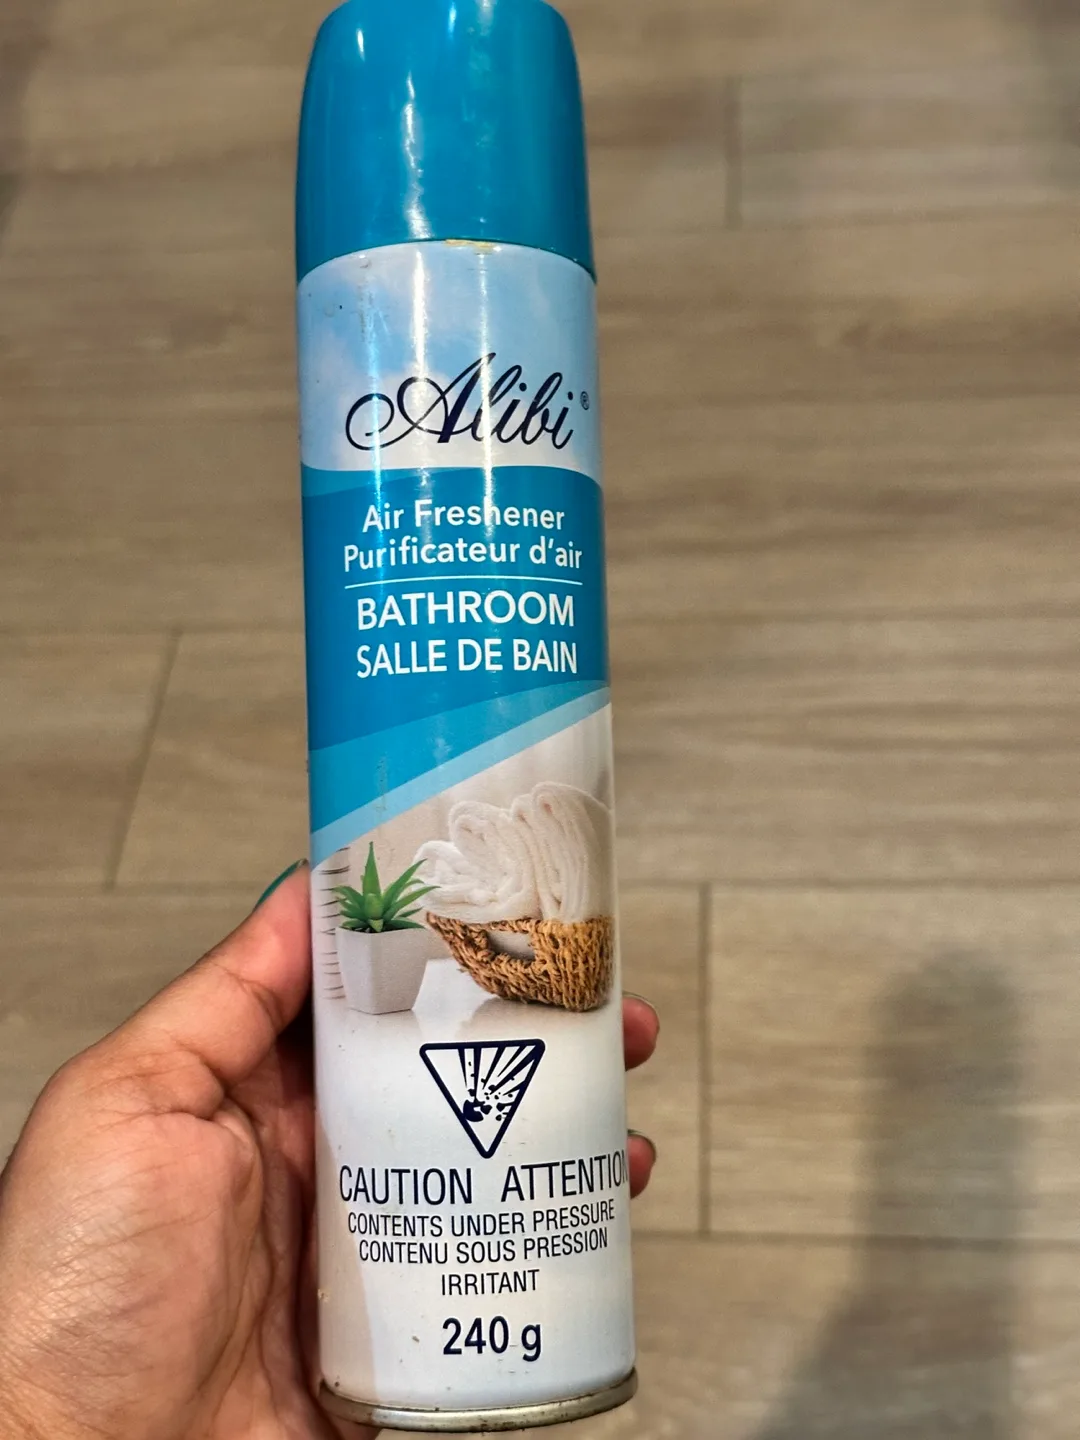 Alibi®
Air Freshener
Purificateur d'air
BATHROOM
SALLE DE BAIN
CAUTION ATTENTION
CONTENTS UNDER PRESSURE
CONTENU SOUS PRESSION
IRRITANT
240 g